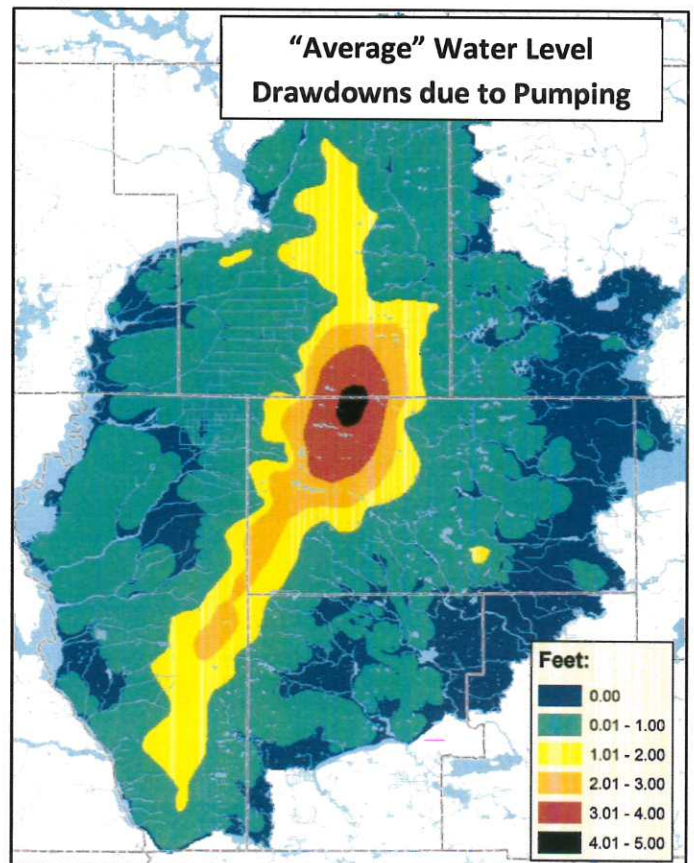 “Average” Water Level
Drawdowns due to Pumping
Feet:
0.00
0.01 - 1.00
1.01 - 2.00
2.01 - 3.00
3.01 - 4.00
4.01 - 5.00